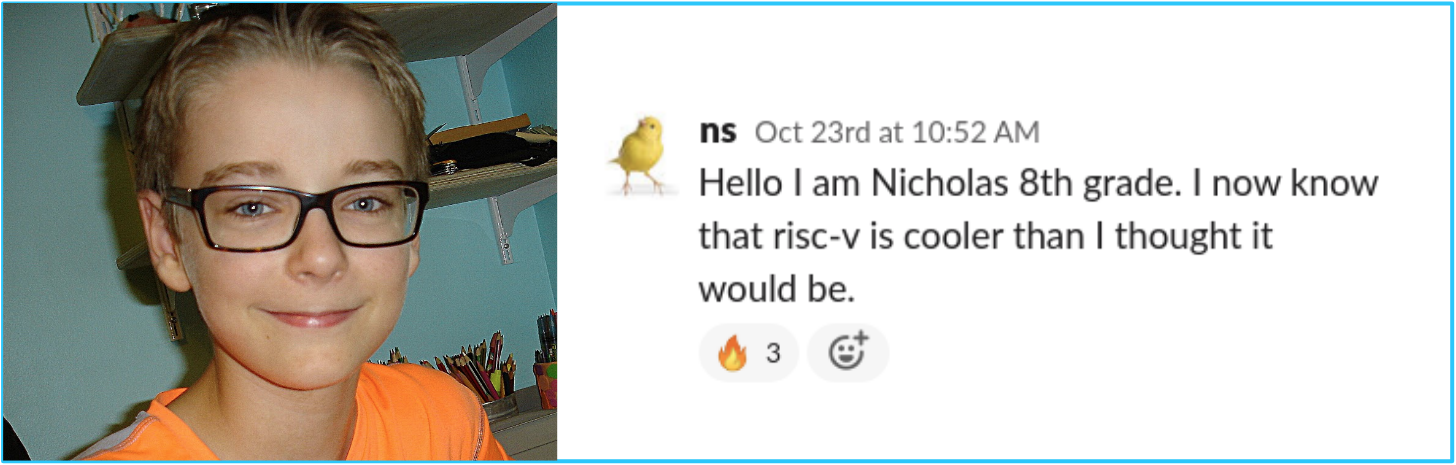 ns Oct 23rd at 10:52 AM
Hello I am Nicholas 8th grade. I now know
that risc-v is cooler than I thought it
would be.
3